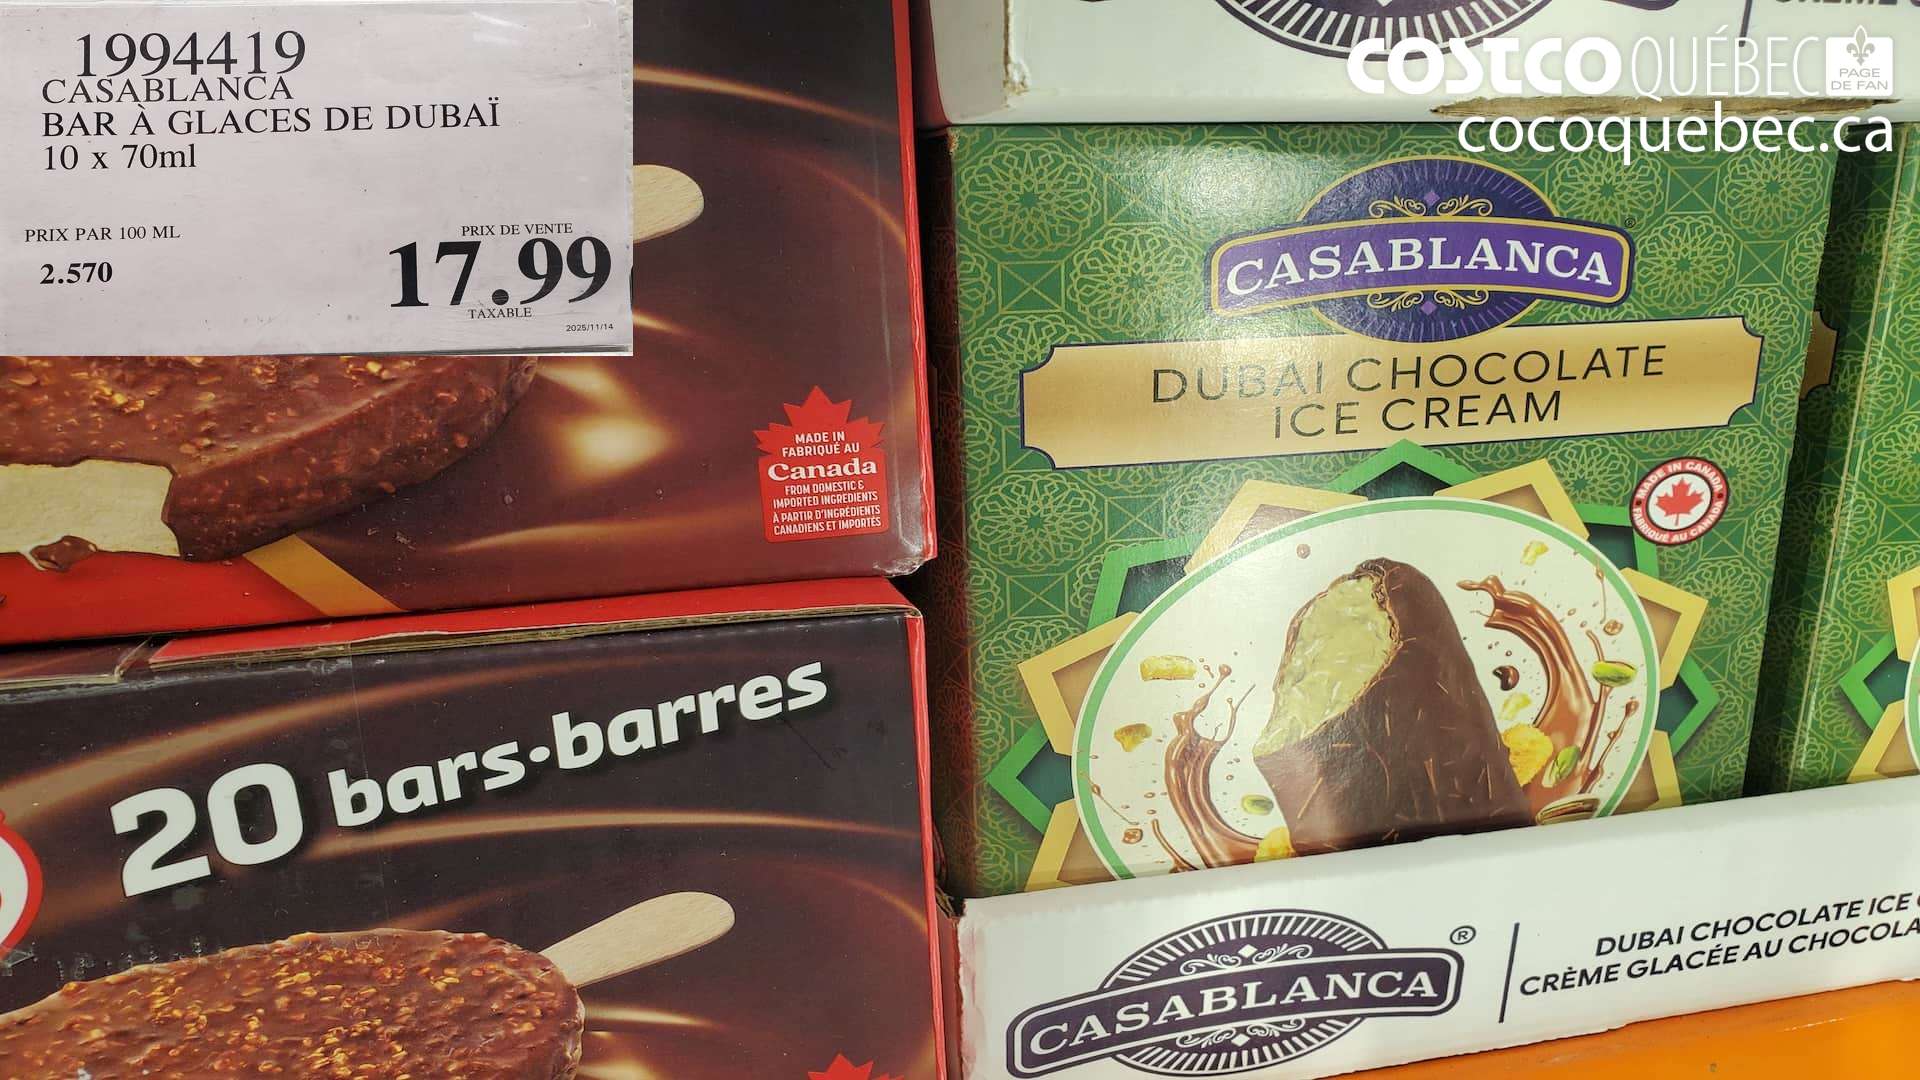 1994419
CASABLANCA
BAR À GLACES DE DUBAÏ
10 x 70ml
PRIX PAR 100 ML
2.570
PRIX DE VENTE
17.99
TAXABLE
2025/11/14
COSTCO QUÉBEC
PAGE
DE FAN
cocoquebec.ca
CASABLANCA®
DUBAI CHOCOLATE
ICE CREAM
MADE IN CANADA
FABRIQUÉ AU CANADA
MADE IN
FABRIQUÉ AU
Canada
FROM DOMESTIC &
IMPORTED INGREDIENTS
À PARTIR D'INGRÉDIENTS
CANADIENS ET IMPORTÉS
20 bars·barres
CASABLANCA®
DUBAI CHOCOLATE ICE
CRÈME GLACÉE AU CHOCOLA